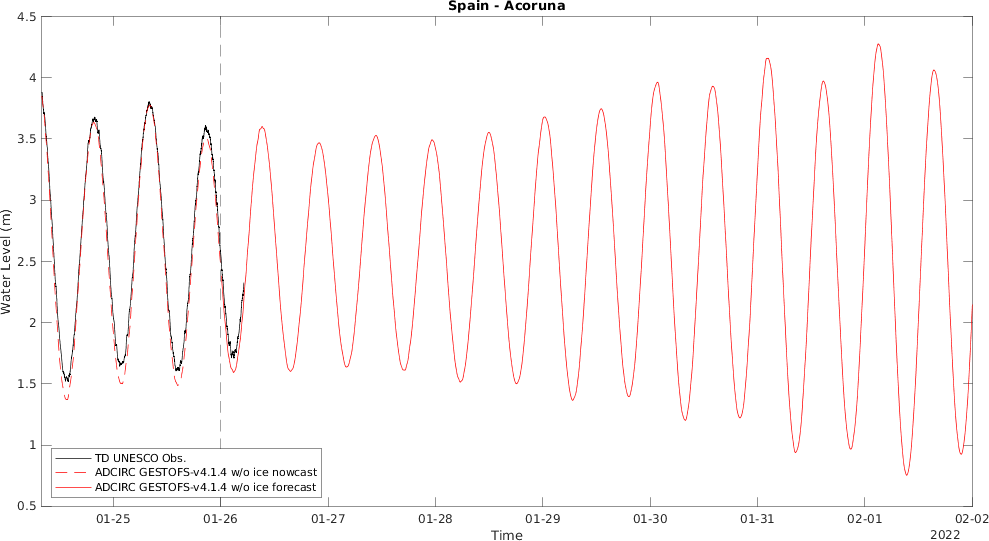 Spain - Acoruna
4.5
4
3.5
3
2.5
2
1.5
1
0.5
Water Level (m)
TD UNESCO Obs.
ADCIRC GESTOFS-v4.1.4 w/o ice nowcast
ADCIRC GESTOFS-v4.1.4 w/o ice forecast
01-25 01-26 01-27 01-28 01-29 01-30 01-31 02-01 02-02
Time
2022